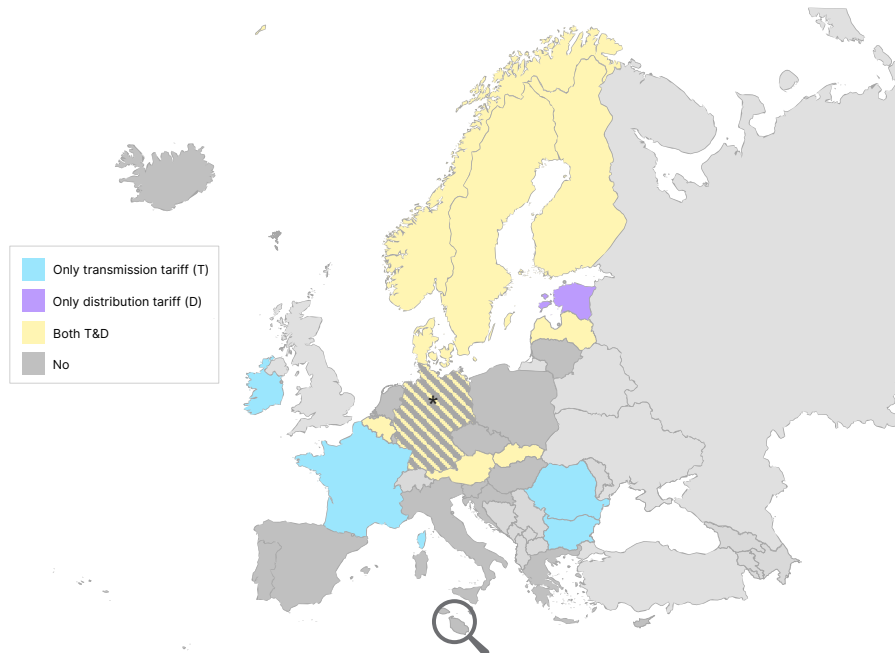 Only transmission tariff (T)
Only distribution tariff (D)
Both T&D
No
*